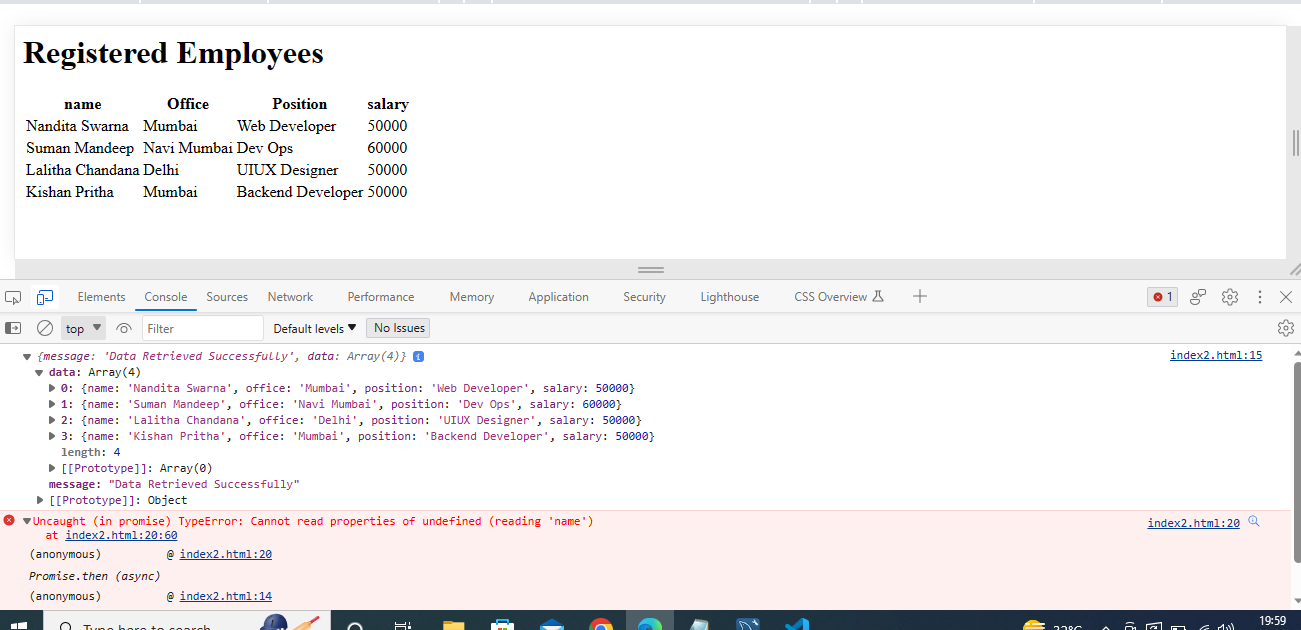 Registered Employees
name Office Position salary
Nandita Swarna Mumbai Web Developer 50000
Suman Mandeep Navi Mumbai Dev Ops 60000
Lalitha Chandana Delhi UIUX Designer 50000
Kishan Pritha Mumbai Backend Developer 50000
Elements Console Sources Network Performance Memory Application Security Lighthouse CSS Overview 1
top Filter Default levels No Issues
{message: 'Data Retrieved Successfully', data: Array(4)} i index2.html:15
data: Array(4)
0: {name: 'Nandita Swarna', office: 'Mumbai', position: 'Web Developer', salary: 50000}
1: {name: 'Suman Mandeep', office: 'Navi Mumbai', position: 'Dev Ops', salary: 60000}
2: {name: 'Lalitha Chandana', office: 'Delhi', position: 'UIUX Designer', salary: 50000}
3: {name: 'Kishan Pritha', office: 'Mumbai', position: 'Backend Developer', salary: 50000}
length: 4
[[Prototype]]: Array(0)
message: "Data Retrieved Successfully"
[[Prototype]]: Object
Uncaught (in promise) TypeError: Cannot read properties of undefined (reading 'name') index2.html:20
at index2.html:20:60
(anonymous) @ index2.html:20
Promise.then (async)
(anonymous) @ index2.html:14
Type here to search 19:59